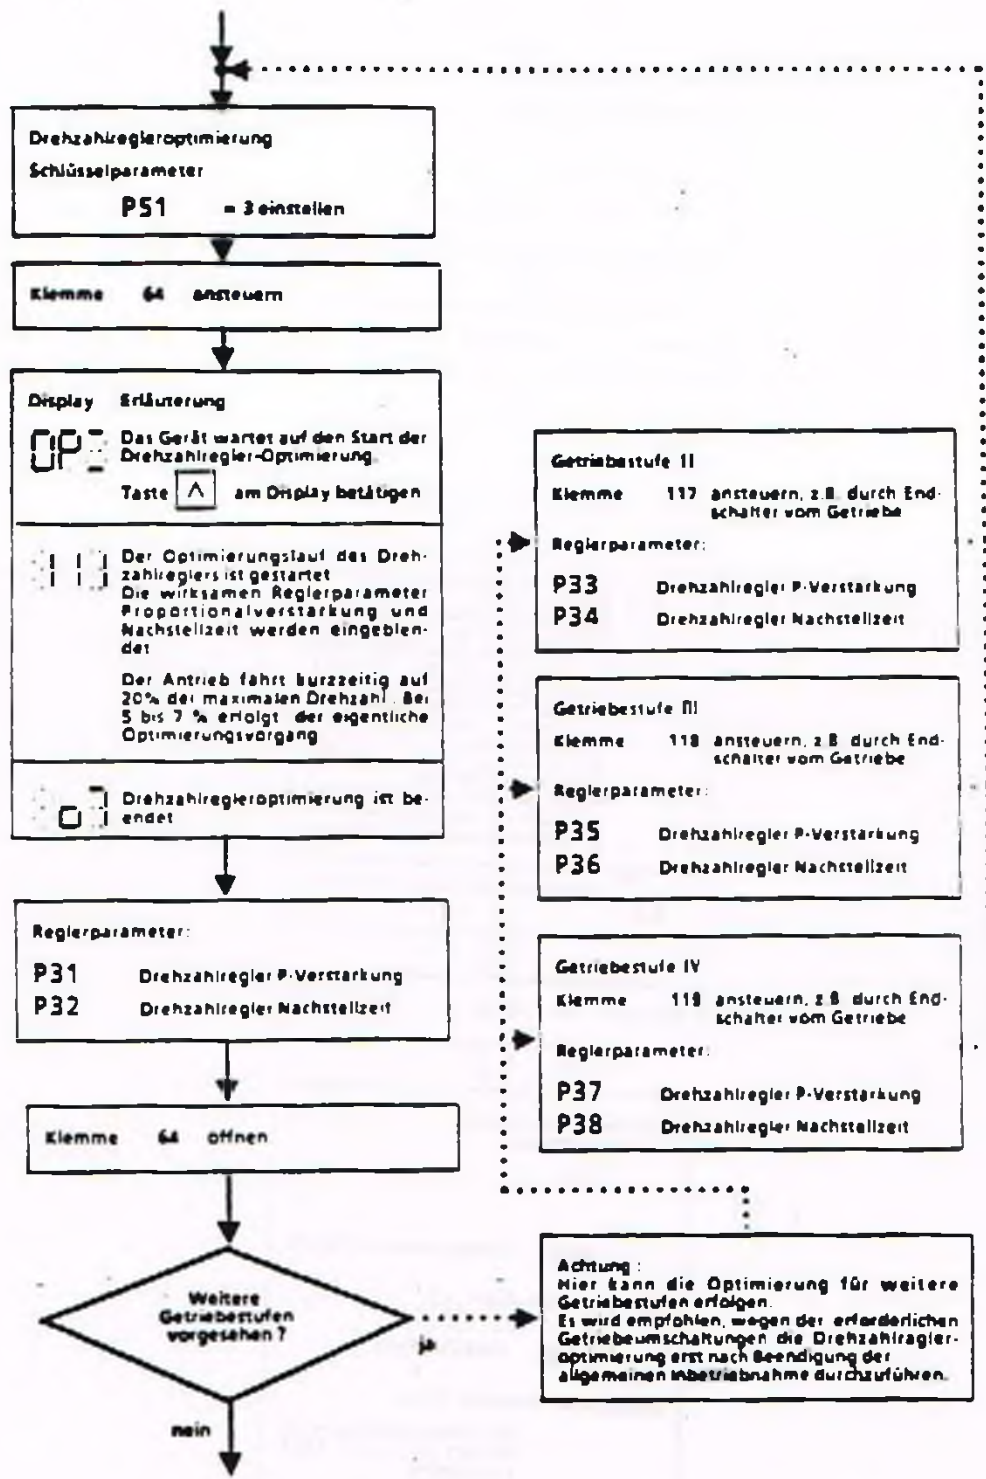 Drehzahlregleroptimierung
Schlüsselparameter
P51 = 3 einstellen
Klemme 64 ansteuern
Display Erläuterung
Das Gerät wartet auf den Start der
Drehzahlregler-Optimierung
Taste ∧ am Display betätigen
Der Optimierungslauf des Dreh-
zahlreglers ist gestartet
Die wirksamen Reglerparameter
Proportionalverstärkung und
Nachstellzeit werden eingeblen-
det
Der Antrieb fährt kurzzeitig auf
20% der maximalen Drehzahl. Bei
5 bis 7 % erfolgt der eigentliche
Optimierungsvorgang
Drehzahlregleroptimierung ist be-
endet
Reglerparameter:
P31 Drehzahlregler P-Verstärkung
P32 Drehzahlregler Nachstellzeit
Klemme 64 öffnen
Weitere
Getriebestufen
vorgesehen ?
ja
nein
Getriebestufe II
Klemme 117 ansteuern, z.B. durch End-
schalter vom Getriebe
Reglerparameter:
P33 Drehzahlregler P-Verstärkung
P34 Drehzahlregler Nachstellzeit
Getriebestufe III
Klemme 118 ansteuern, z.B. durch End-
schalter vom Getriebe
Reglerparameter:
P35 Drehzahlregler P-Verstärkung
P36 Drehzahlregler Nachstellzeit
Getriebestufe IV
Klemme 119 ansteuern, z.B. durch End-
schalter vom Getriebe
Reglerparameter:
P37 Drehzahlregler P-Verstärkung
P38 Drehzahlregler Nachstellzeit
Achtung :
Hier kann die Optimierung für weitere
Getriebestufen erfolgen.
Es wird empfohlen, wegen der erforderlichen
Getriebeumschaltungen die Drehzahlregler-
optimierung erst nach Beendigung der
allgemeinen Inbetriebnahme durchzuführen.